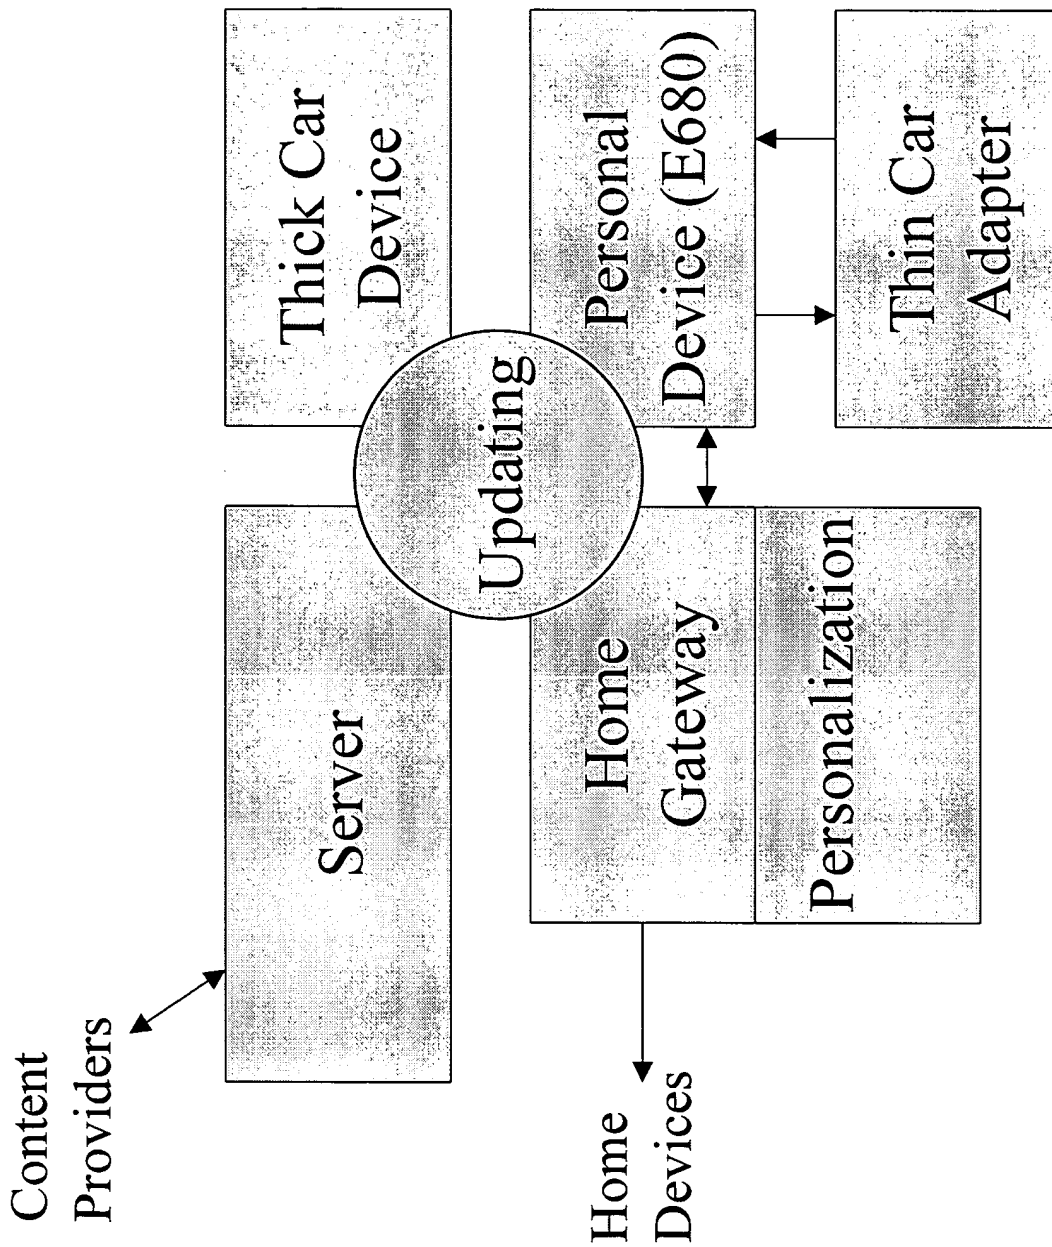 Content
Providers
Server
Thick Car
Device
Updating
Home
Devices
Home
Gateway
Personal
Device (E680)
Personalization
Thin Car
Adapter